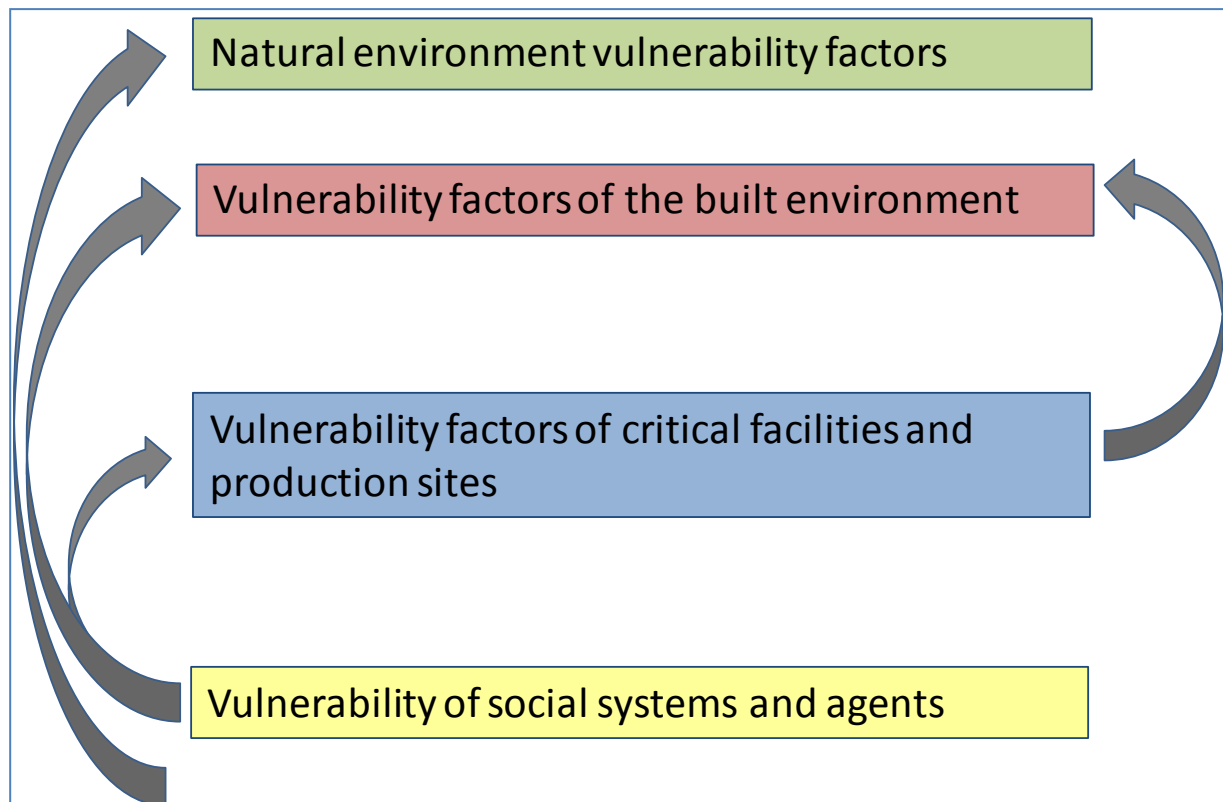 Natural environment vulnerability factors
Vulnerability factors of the built environment
Vulnerability factors of critical facilities and
production sites
Vulnerability of social systems and agents